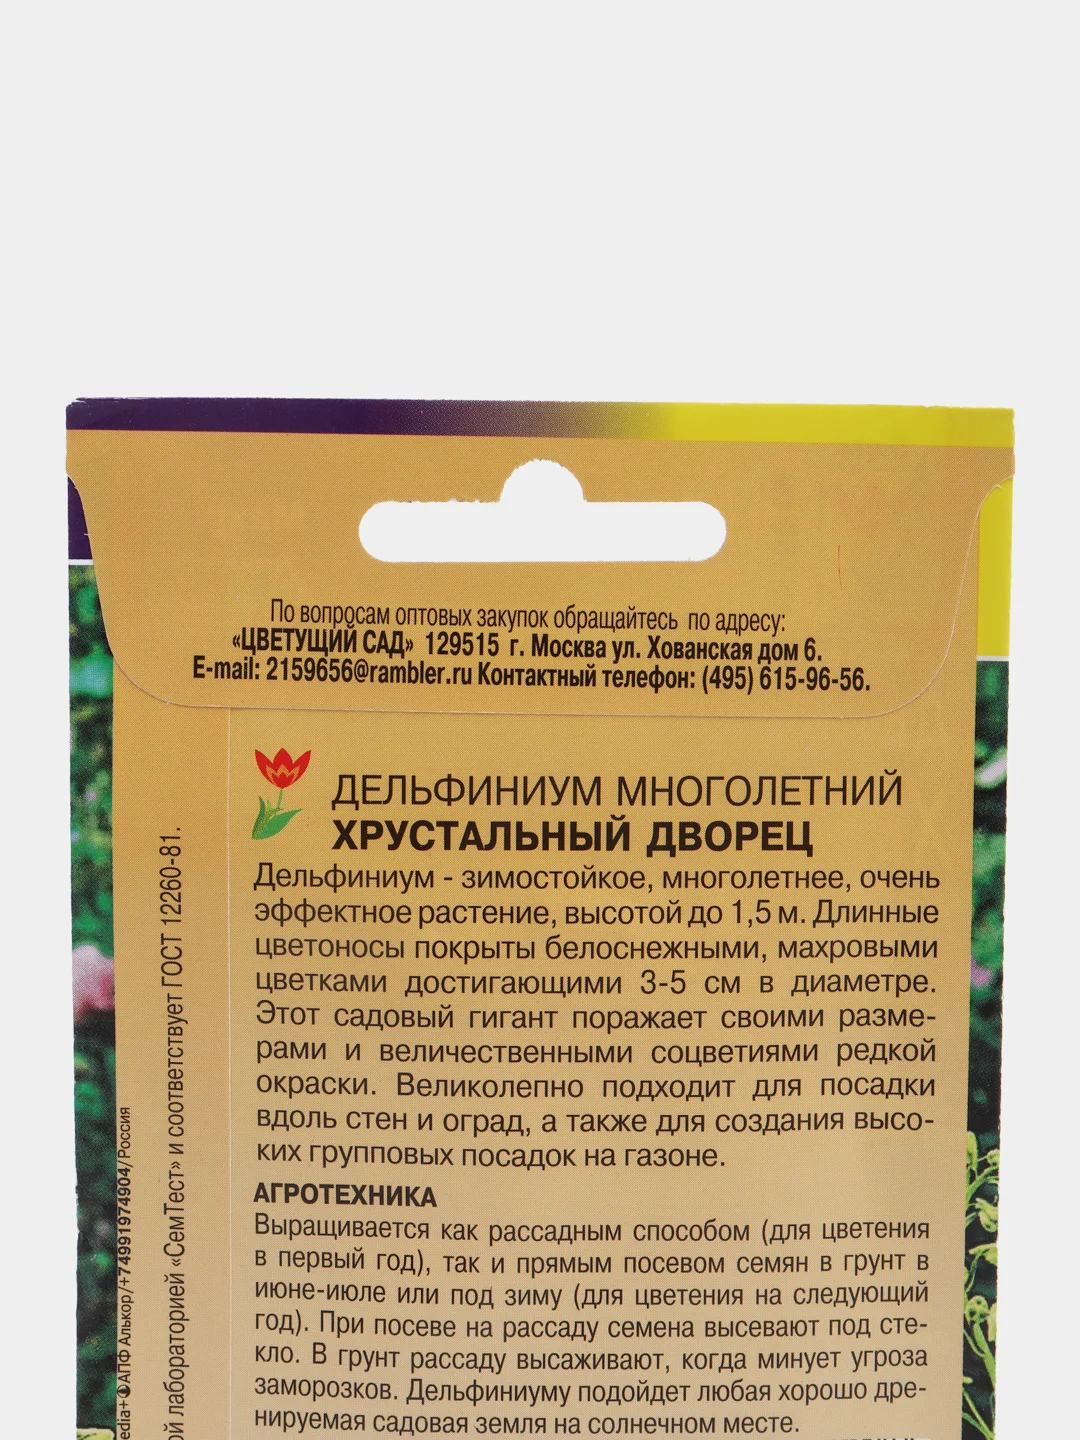 По вопросам оптовых закупок обращайтесь по адресу:
«ЦВЕТУЩИЙ САД» 129515 г. Москва ул. Хованская дом 6.
E-mail: 2159656@rambler.ru Контактный телефон: (495) 615-96-56.
ДЕЛЬФИНИУМ МНОГОЛЕТНИЙ
ХРУСТАЛЬНЫЙ ДВОРЕЦ
Дельфиниум - зимостойкое, многолетнее, очень
эффектное растение, высотой до 1,5 м. Длинные
цветоносы покрыты белоснежными, махровыми
цветками достигающими 3-5 см в диаметре.
Этот садовый гигант поражает своими разме-
рами и величественными соцветиями редкой
окраски. Великолепно подходит для посадки
вдоль стен и оград, а также для создания высо-
ких групповых посадок на газоне.
АГРОТЕХНИКА
Выращивается как рассадным способом (для цветения
в первый год), так и прямым посевом семян в грунт в
июне-июле или под зиму (для цветения на следующий
год). При посеве на рассаду семена высевают под сте-
кло. В грунт рассаду высаживают, когда минует угроза
заморозков. Дельфиниуму подойдет любая хорошо дре-
нируемая садовая земля на солнечном месте.
ой лабораторией «СемТест» и соответствует ГОСТ 12260-81.
edia+ АПФ Алькор/+74991974904/Россия